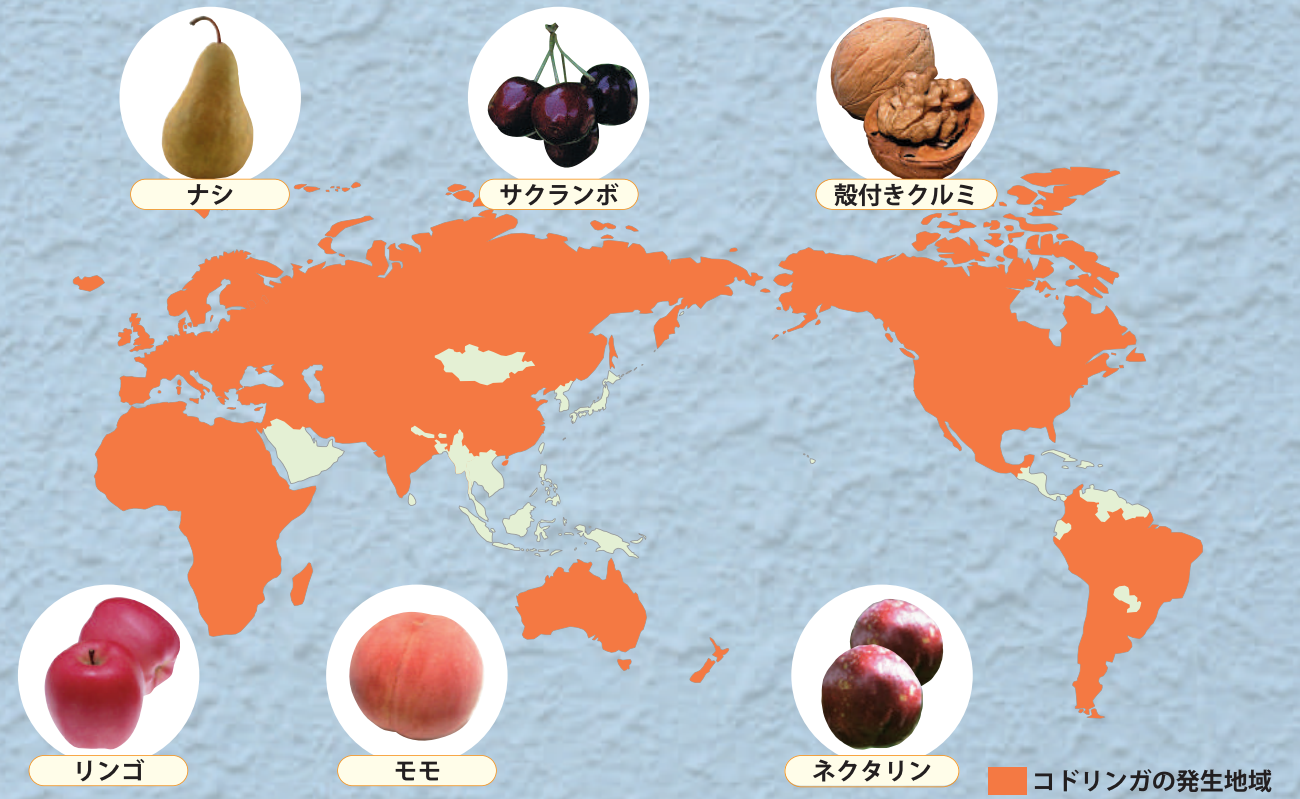 ナシ
サクランボ
殻付きクルミ
リンゴ
モモ
ネクタリン
コドリンガの発生地域